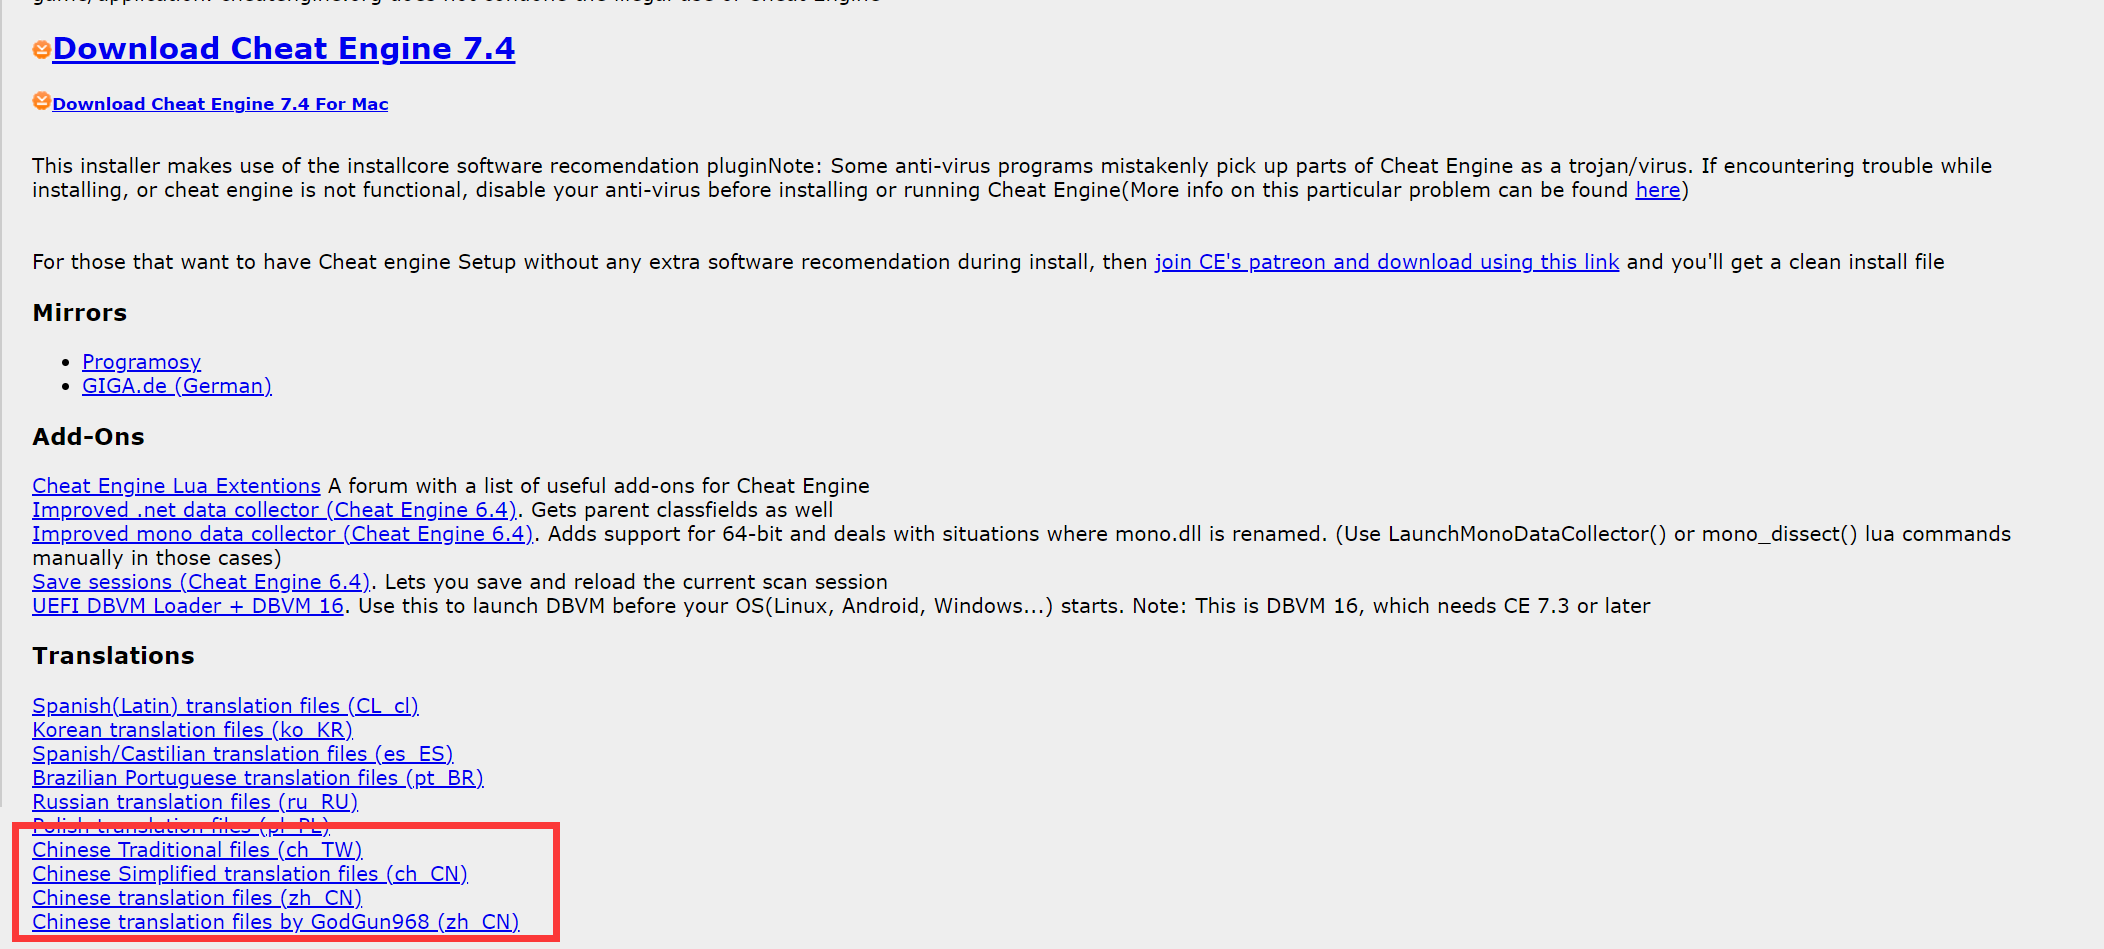 game/application. cheatengine.org does not condone the illegal use of Cheat Engine
Download Cheat Engine 7.4
Download Cheat Engine 7.4 For Mac
This installer makes use of the installcore software recomendation pluginNote: Some anti-virus programs mistakenly pick up parts of Cheat Engine as a trojan/virus. If encountering trouble while
installing, or cheat engine is not functional, disable your anti-virus before installing or running Cheat Engine(More info on this particular problem can be found here)
For those that want to have Cheat engine Setup without any extra software recomendation during install, then join CE's patreon and download using this link and you'll get a clean install file
Mirrors
Programosy
GIGA.de (German)
Add-Ons
Cheat Engine Lua Extentions A forum with a list of useful add-ons for Cheat Engine
Improved .net data collector (Cheat Engine 6.4). Gets parent classfields as well
Improved mono data collector (Cheat Engine 6.4). Adds support for 64-bit and deals with situations where mono.dll is renamed. (Use LaunchMonoDataCollector() or mono_dissect() lua commands
manually in those cases)
Save sessions (Cheat Engine 6.4). Lets you save and reload the current scan session
UEFI DBVM Loader + DBVM 16. Use this to launch DBVM before your OS(Linux, Android, Windows...) starts. Note: This is DBVM 16, which needs CE 7.3 or later
Translations
Spanish(Latin) translation files (CL_cl)
Korean translation files (ko_KR)
Spanish/Castilian translation files (es_ES)
Brazilian Portuguese translation files (pt_BR)
Russian translation files (ru_RU)
Polish translation files (pl_PL)
Chinese Traditional files (ch_TW)
Chinese Simplified translation files (ch_CN)
Chinese translation files (zh_CN)
Chinese translation files by GodGun968 (zh_CN)